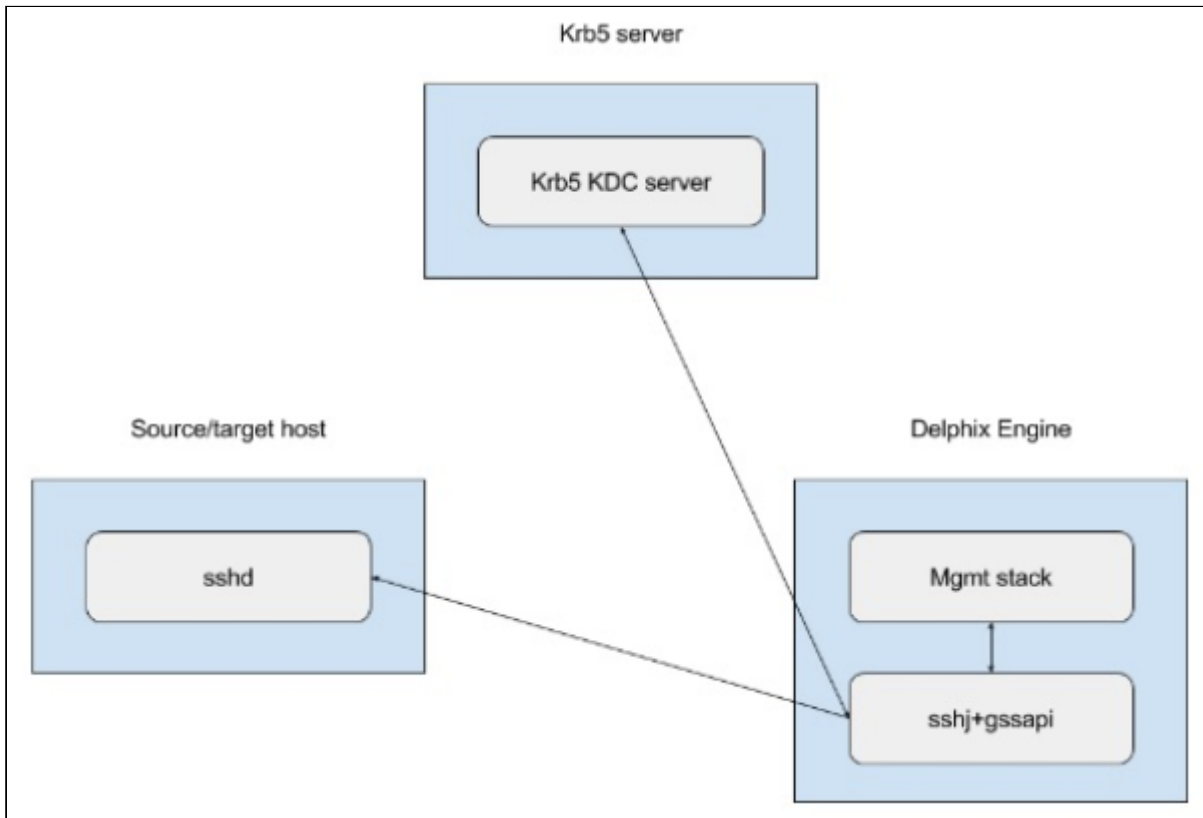 Krb5 server
Krb5 KDC server
Source/target host
Delphix Engine
sshd
Mgmt stack
sshj+gssapi